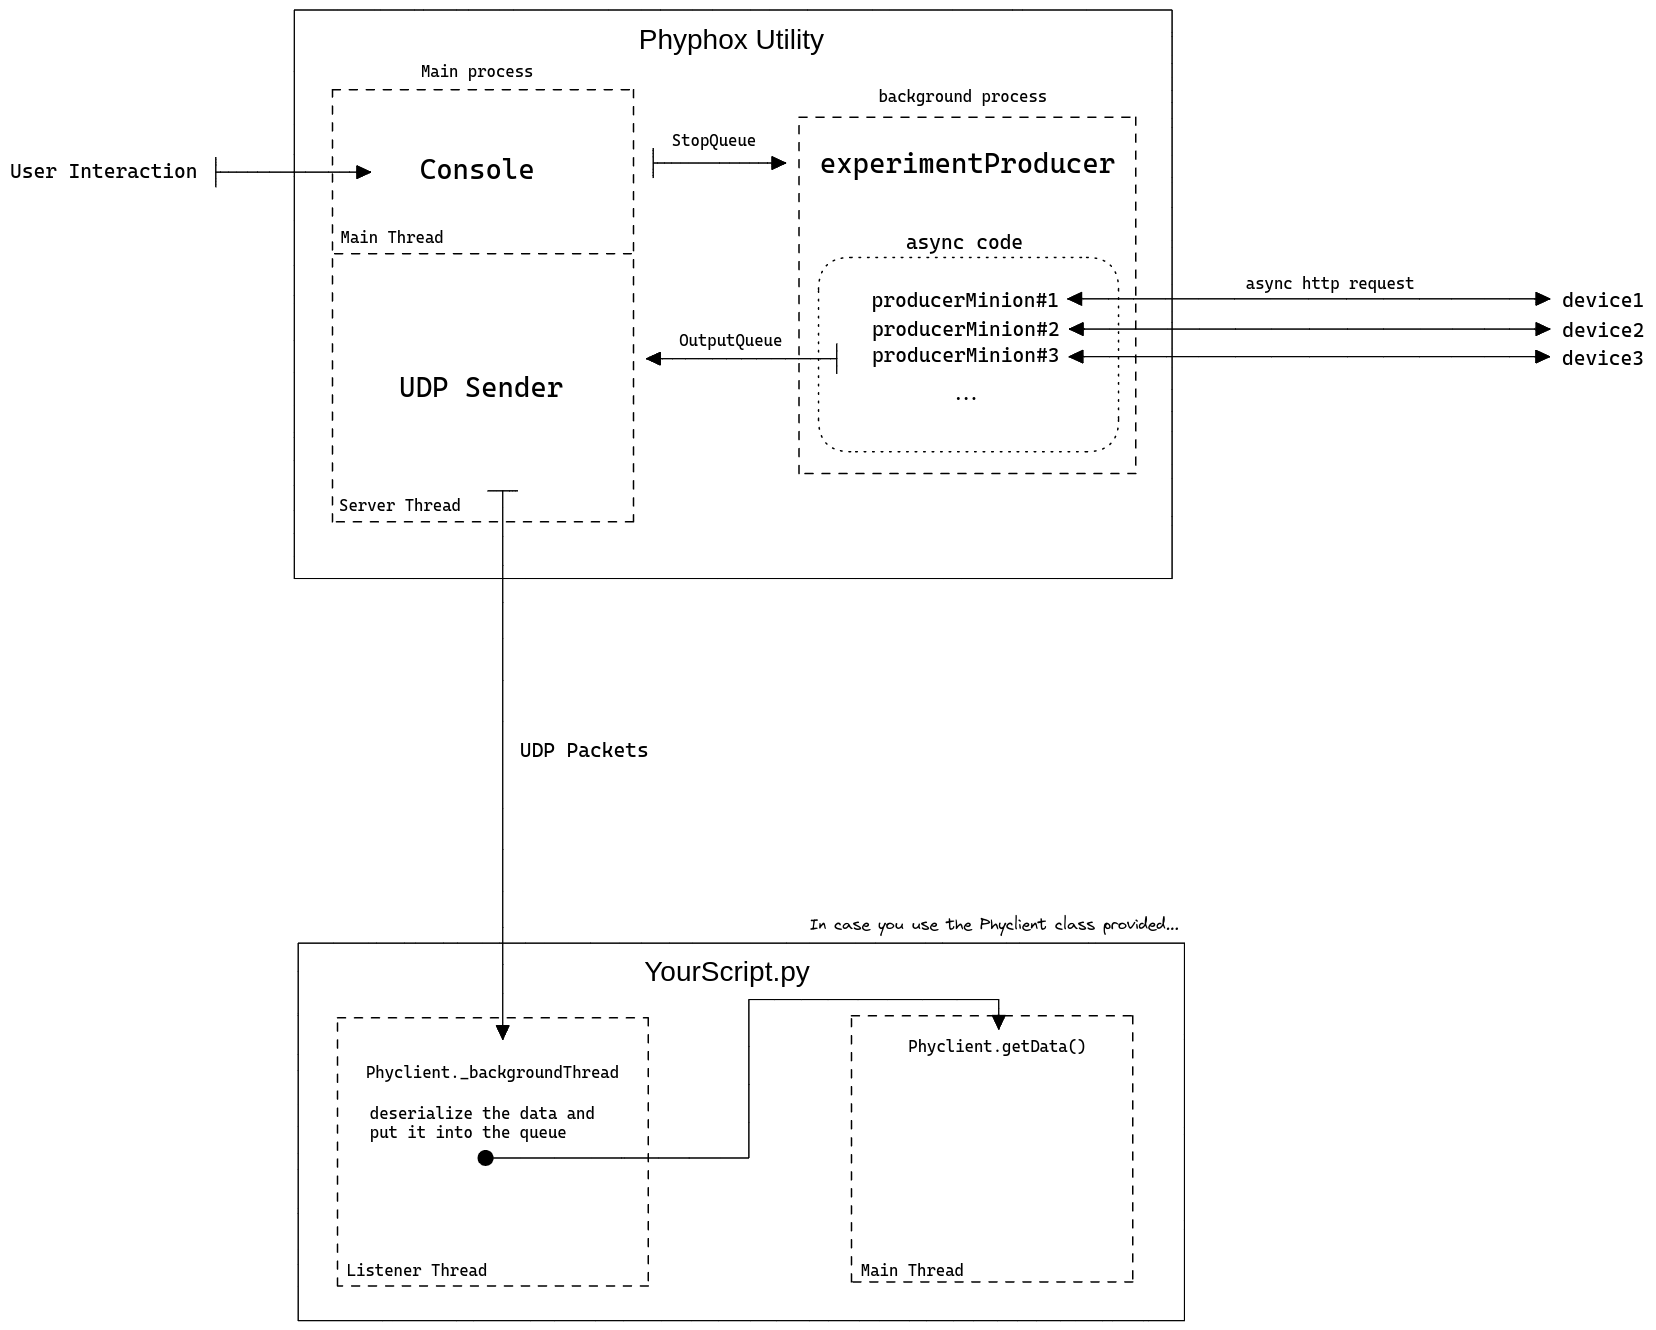 Phyphox Utility
Main process
background process
StopQueue
User Interaction
Console
experimentProducer
Main Thread
async code
async http request
producerMinion#1
device1
producerMinion#2
device2
OutputQueue
producerMinion#3
device3
UDP Sender
...
Server Thread
UDP Packets
In case you use the Phyclient class provided...
YourScript.py
Phyclient._backgroundThread
deserialize the data and
put it into the queue
Listener Thread
Phyclient.getData()
Main Thread